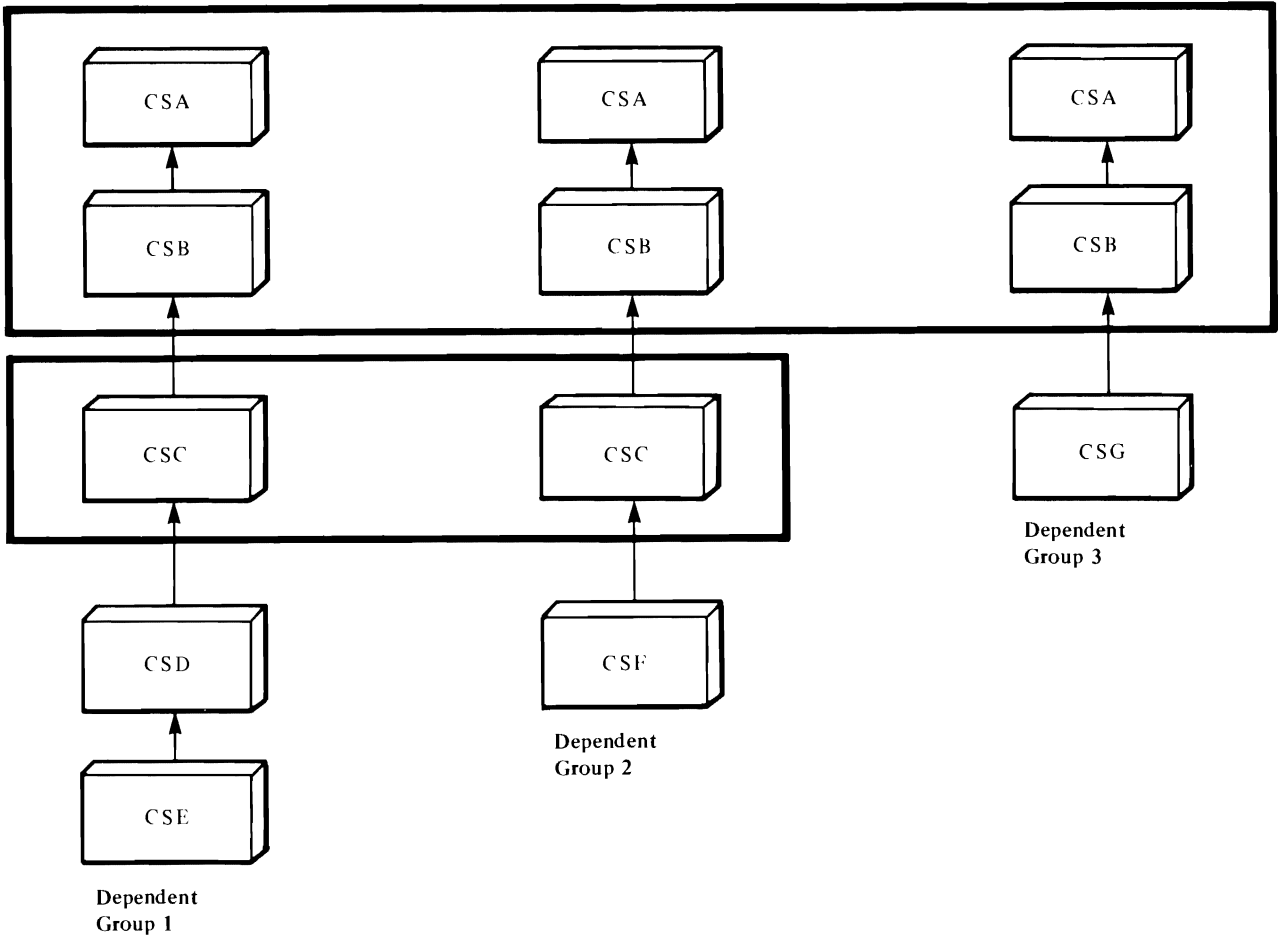 CSA
CSA
CSA
CSB
CSB
CSB
CSC
CSC
CSG
Dependent
Group 3
CSD
CSF
Dependent
Group 2
CSE
Dependent
Group 1